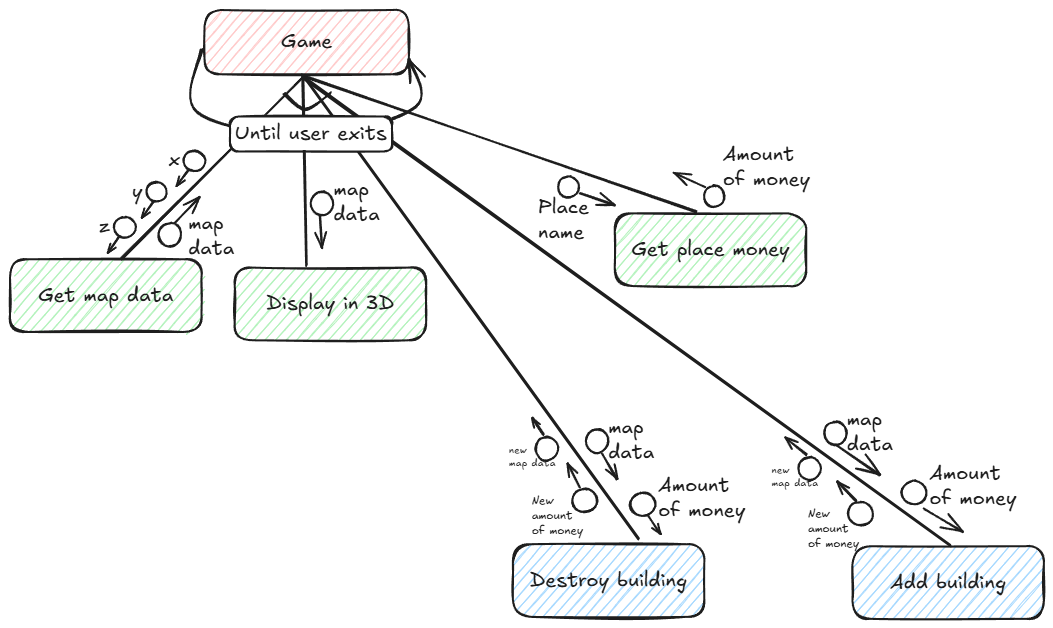 Game
Until user exits
x
y
z
map
data
Get map data
map
data
Display in 3D
Place
name
Amount
of money
Get place money
new
map data
map
data
New
amount
of money
Amount
of money
Destroy building
new
map data
map
data
New
amount
of money
Amount
of money
Add building